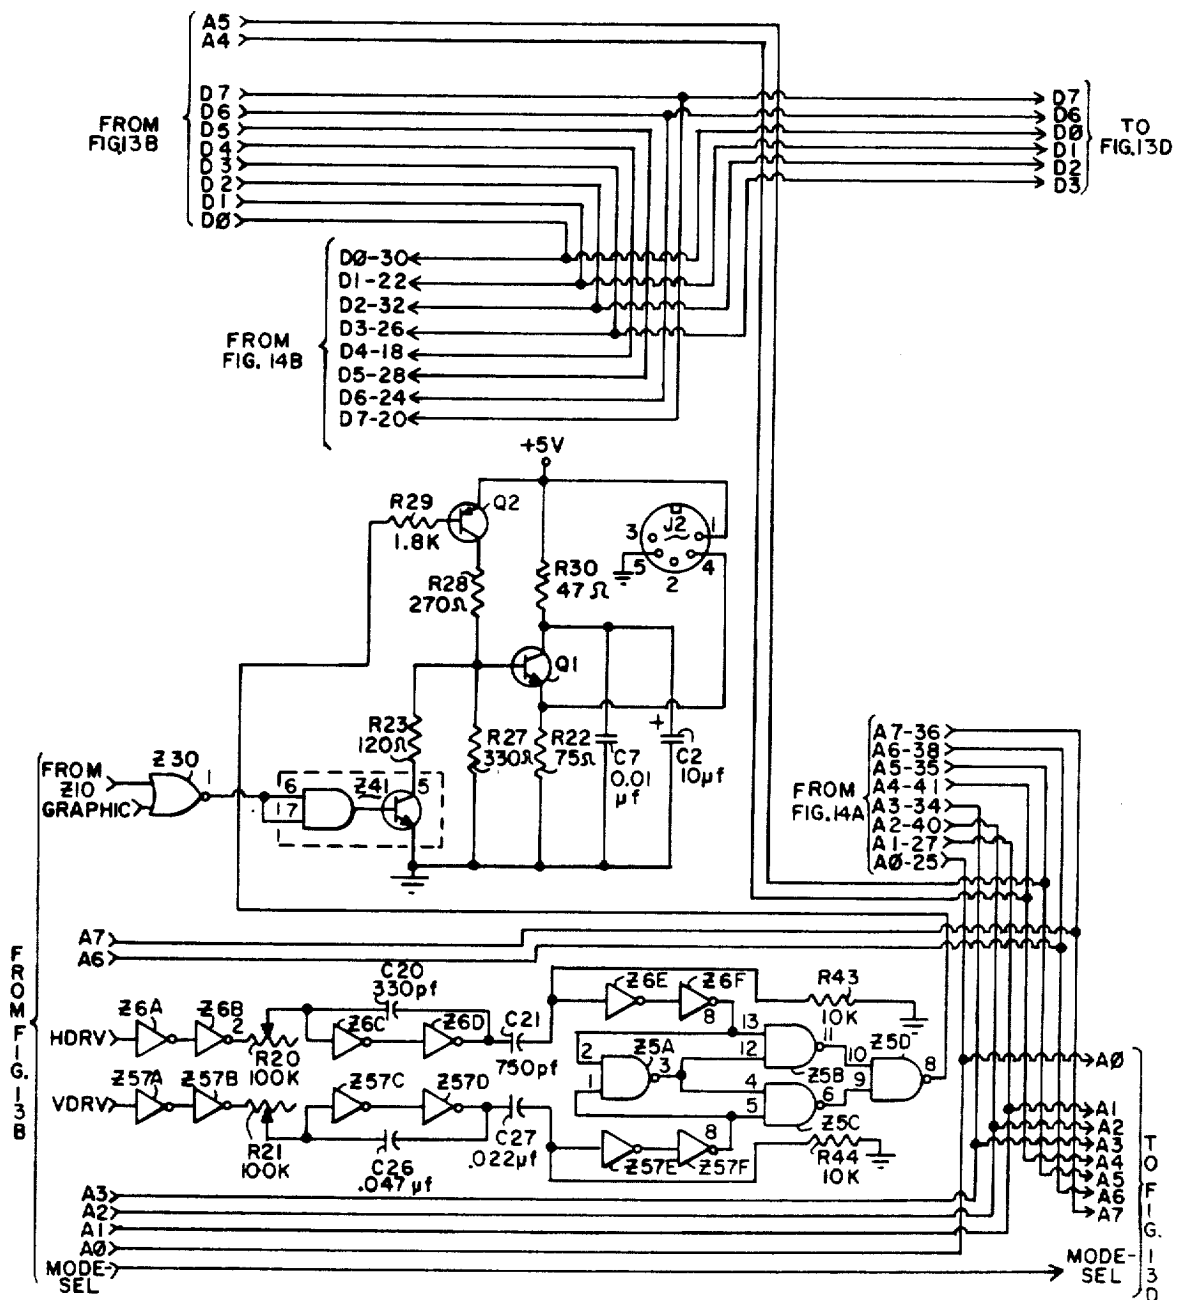 A5
A4
D7
D6
D5
D4
D3
D2
D1
DØ
FROM
FIG.13B
D7
D6
DØ
D1
D2
D3
TO
FIG.13D
DØ-30
D1-22
D2-32
D3-26
D4-18
D5-28
D6-24
D7-20
FROM
FIG. 14B
+5V
R29
1.8K
Q2
R28
270Ω
R30
47 Ω
J2
3
1
5
4
2
Q1
R23
120Ω
R27
330Ω
R22
75Ω
C7
0.01
µf
+
C2
10µf
FROM
Z10
GRAPHIC
Z30
1
6
17
Z41
5
FROM
FIG.14A
A7-36
A6-38
A5-35
A4-41
A3-34
A2-40
A1-27
AØ-25
FROM FIG. 13B
A7
A6
C20
330pf
Z6A
Z6B
2
HDRV
R20
100K
Z6C
Z6D
C21
750pf
Z6E
Z6F
8
R43
10K
Z57A
Z57B
VDRV
R21
100K
Z57C
Z57D
C27
.022µf
C26
.047µf
2
1
Z5A
3
13
12
11
Z5B
4
5
6
Z5C
10
9
Z5D
8
8
Z57E
Z57F
R44
10K
A3
A2
A1
AØ
MODE-
SEL
AØ
A1
A2
A3
A4
A5
A6
A7
MODE-
SEL
TO FIG. 13D